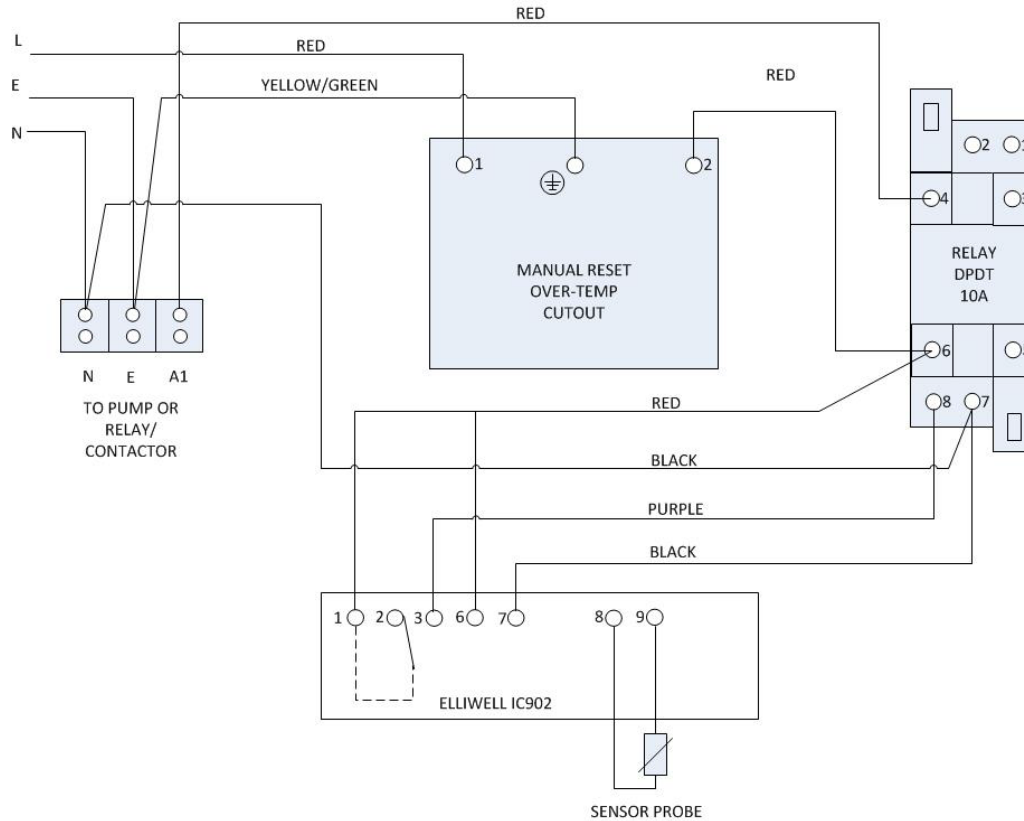 RED
L
RED
E
YELLOW/GREEN
RED
N
1
2
2
1
4
3
MANUAL RESET
OVER-TEMP
CUTOUT
RELAY
DPDT
10A
6
5
N E A1
TO PUMP OR
RELAY/
CONTACTOR
RED
8
7
BLACK
PURPLE
BLACK
1 2 3 6 7 8 9
ELLIWELL IC902
SENSOR PROBE